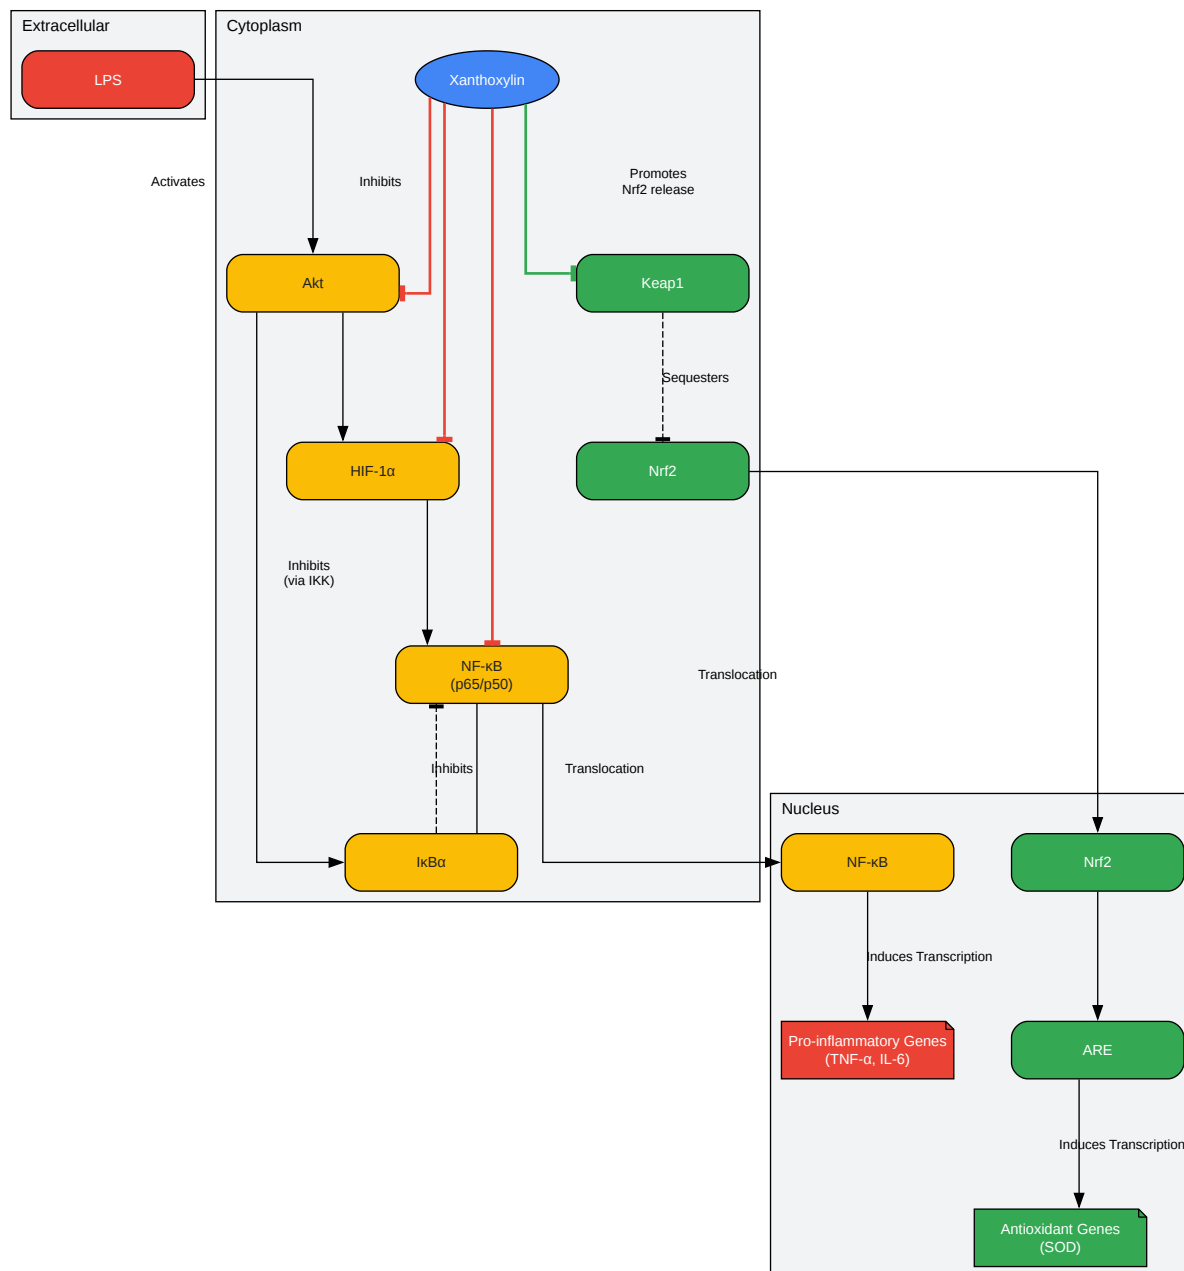 Extracellular
Cytoplasm
LPS
Xanthoxylin
Activates
Inhibits
Promotes
Nrf2 release
Akt
Keap1
Sequesters
HIF-1α
Nrf2
Inhibits
(via IKK)
NF-κB
(p65/p50)
Translocation
Inhibits
Translocation
Nucleus
IκBα
NF-κB
Nrf2
Induces Transcription
Pro-inflammatory Genes
(TNF-α, IL-6)
ARE
Induces Transcription
Antioxidant Genes
(SOD)